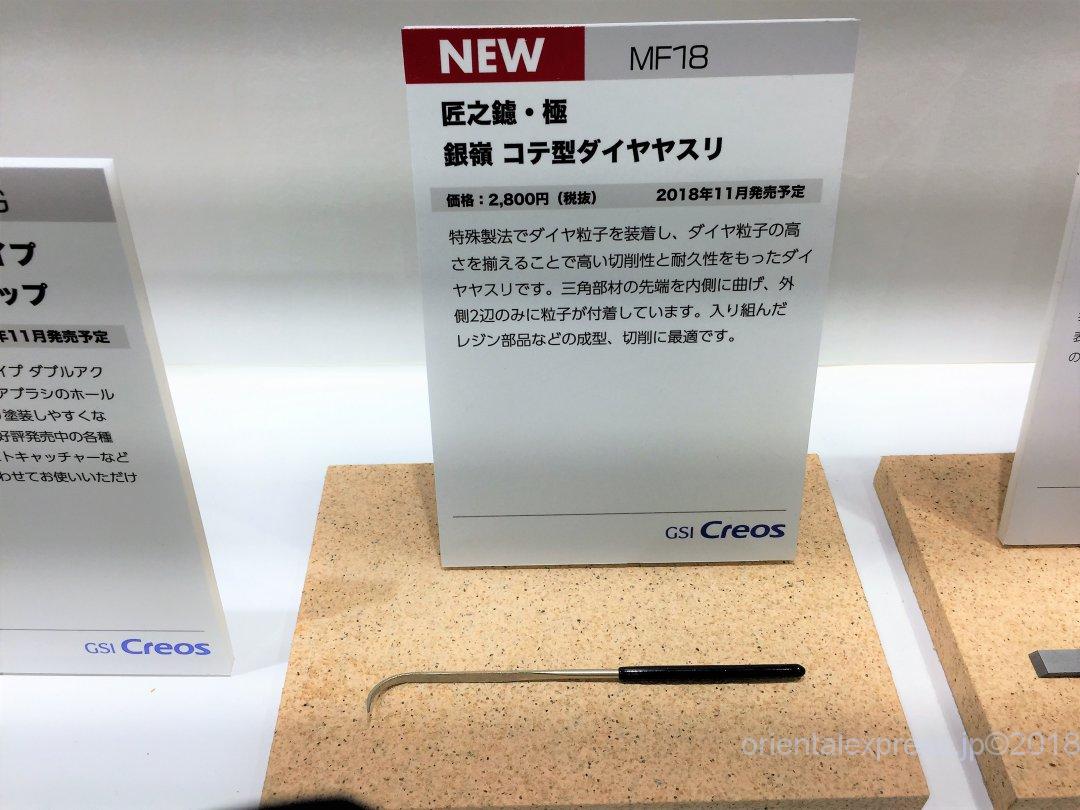 NEW MF18
匠之鑢・極
銀嶺 コテ型ダイヤヤスリ
価格：2,800円（税抜） 2018年11月発売予定
特殊製法でダイヤ粒子を装着し、ダイヤ粒子の高
さを揃えることで高い切削性と耐久性をもったダイ
ヤヤスリです。三角部材の先端を内側に曲げ、外
側2辺のみに粒子が付着しています。入り組んだ
レジン部品などの成型、切削に最適です。
GSI Creos
イプ
ップ
年11月発売予定
イプ ダブルアク
アブラシのホール
塗装しやすくな
好評発売中の各種
トキャッチャーなど
わせてお使いいただけ
GSI Creos
の
orientalexpress.jp©2018